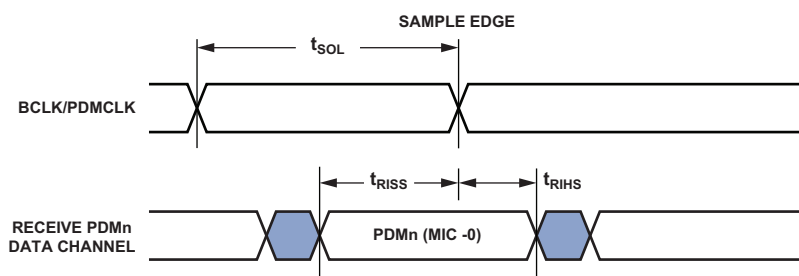 SAMPLE EDGE
tSOL
BCLK/PDMCLK
tRISS
tRIHS
RECEIVE PDMn
DATA CHANNEL
PDMn (MIC -0)